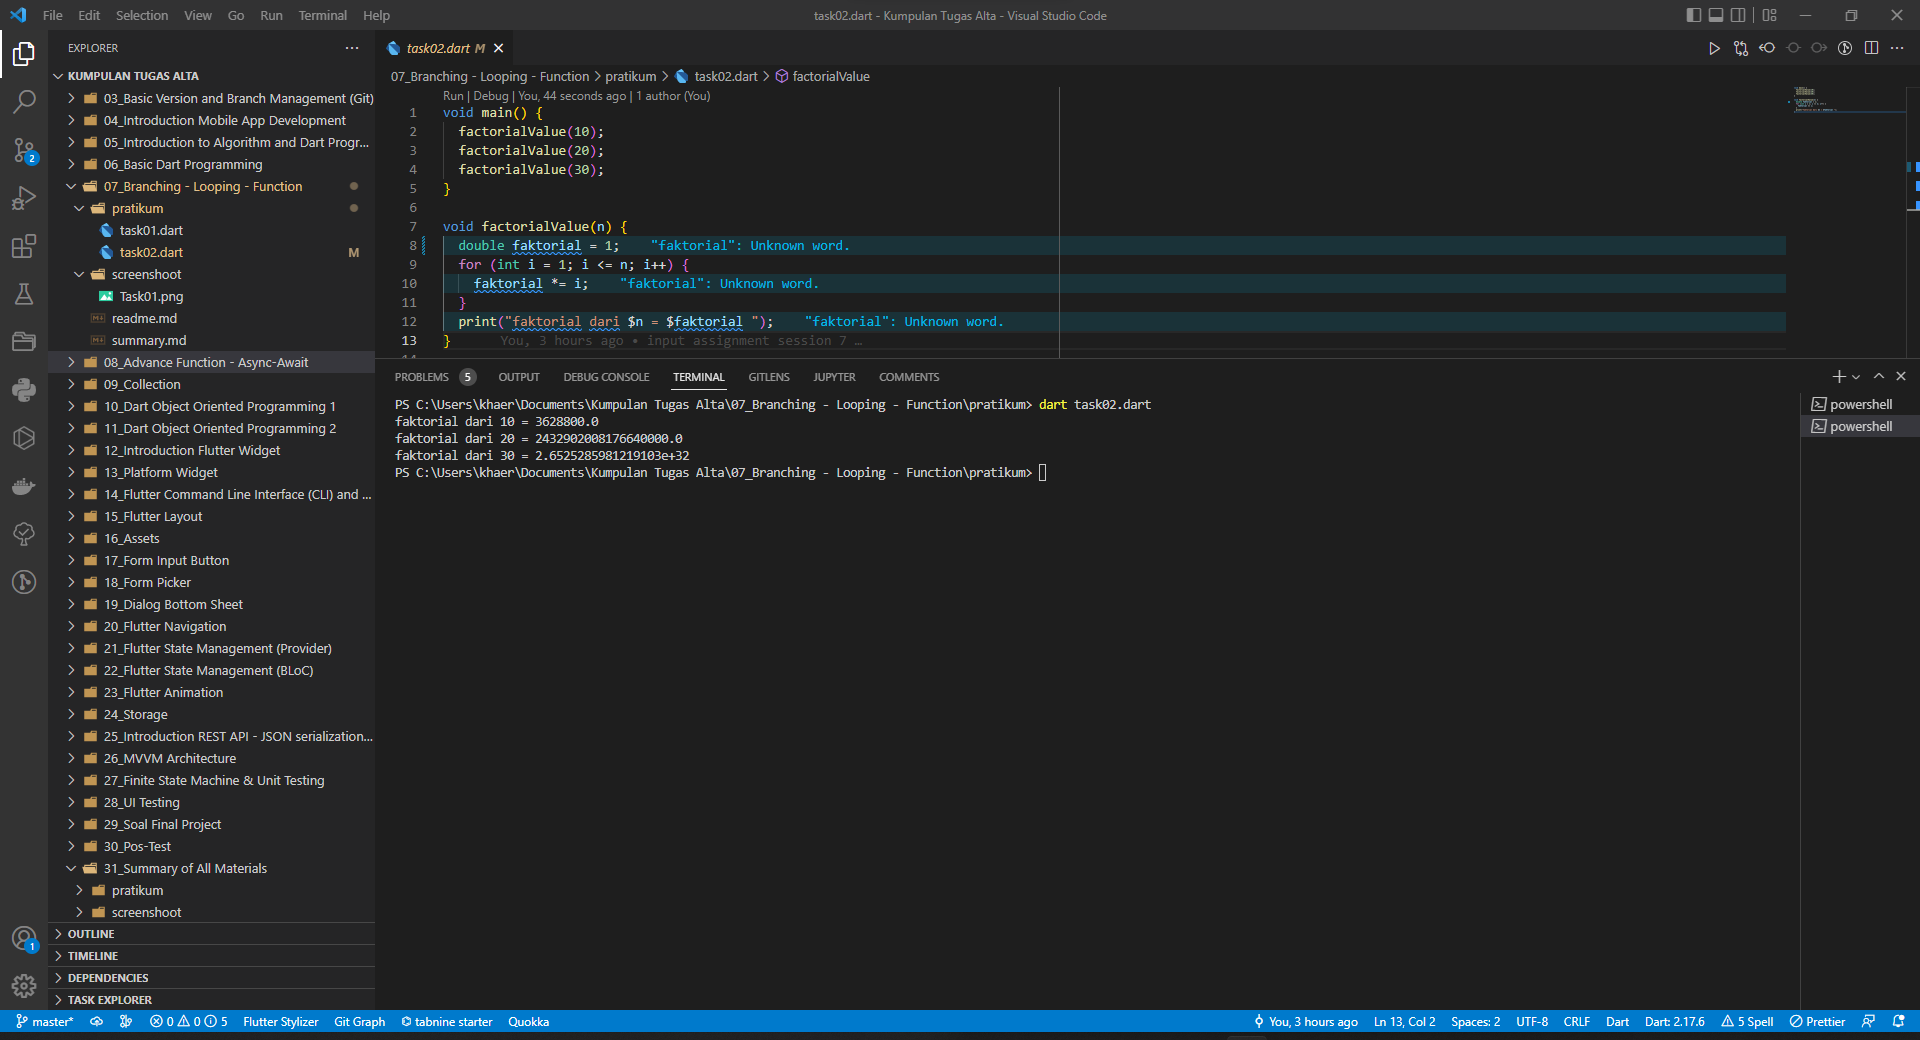 File Edit Selection View Go Run Terminal Help
task02.dart - Kumpulan Tugas Alta - Visual Studio Code
EXPLORER
KUMPULAN TUGAS ALTA
03_Basic Version and Branch Management (Git)
04_Introduction Mobile App Development
05_Introduction to Algorithm and Dart Progr...
06_Basic Dart Programming
07_Branching - Looping - Function
pratikum
task01.dart
task02.dart M
screenshoot
Task01.png
readme.md
summary.md
08_Advance Function - Async-Await
09_Collection
10_Dart Object Oriented Programming 1
11_Dart Object Oriented Programming 2
12_Introduction Flutter Widget
13_Platform Widget
14_Flutter Command Line Interface (CLI) and ...
15_Flutter Layout
16_Assets
17_Form Input Button
18_Form Picker
19_Dialog Bottom Sheet
20_Flutter Navigation
21_Flutter State Management (Provider)
22_Flutter State Management (BLoC)
23_Flutter Animation
24_Storage
25_Introduction REST API - JSON serialization...
26_MVVM Architecture
27_Finite State Machine & Unit Testing
28_UI Testing
29_Soal Final Project
30_Pos-Test
31_Summary of All Materials
pratikum
screenshoot
OUTLINE
TIMELINE
DEPENDENCIES
TASK EXPLORER
2
1
task02.dart M
07_Branching - Looping - Function > pratikum > task02.dart > factorialValue
Run | Debug | You, 44 seconds ago | 1 author (You)
1 void main() {
2 factorialValue(10);
3 factorialValue(20);
4 factorialValue(30);
5 }
6
7 void factorialValue(n) {
8 double faktorial = 1; "faktorial": Unknown word.
9 for (int i = 1; i <= n; i++) {
10 faktorial *= i; "faktorial": Unknown word.
11 }
12 print("faktorial dari $n = $faktorial "); "faktorial": Unknown word.
13 } You, 3 hours ago • input assignment session 7 …
14
PROBLEMS 5 OUTPUT DEBUG CONSOLE TERMINAL GITLENS JUPYTER COMMENTS
PS C:\Users\khaer\Documents\Kumpulan Tugas Alta\07_Branching - Looping - Function\pratikum> dart task02.dart
faktorial dari 10 = 3628800.0
faktorial dari 20 = 2432902008176640000.0
faktorial dari 30 = 2.6525285981219103e+32
PS C:\Users\khaer\Documents\Kumpulan Tugas Alta\07_Branching - Looping - Function\pratikum>
powershell
powershell
master* 0 0 5 Flutter Stylizer Git Graph tabnine starter Quokka
You, 3 hours ago Ln 13, Col 2 Spaces: 2 UTF-8 CRLF Dart Dart: 2.17.6 5 Spell Prettier